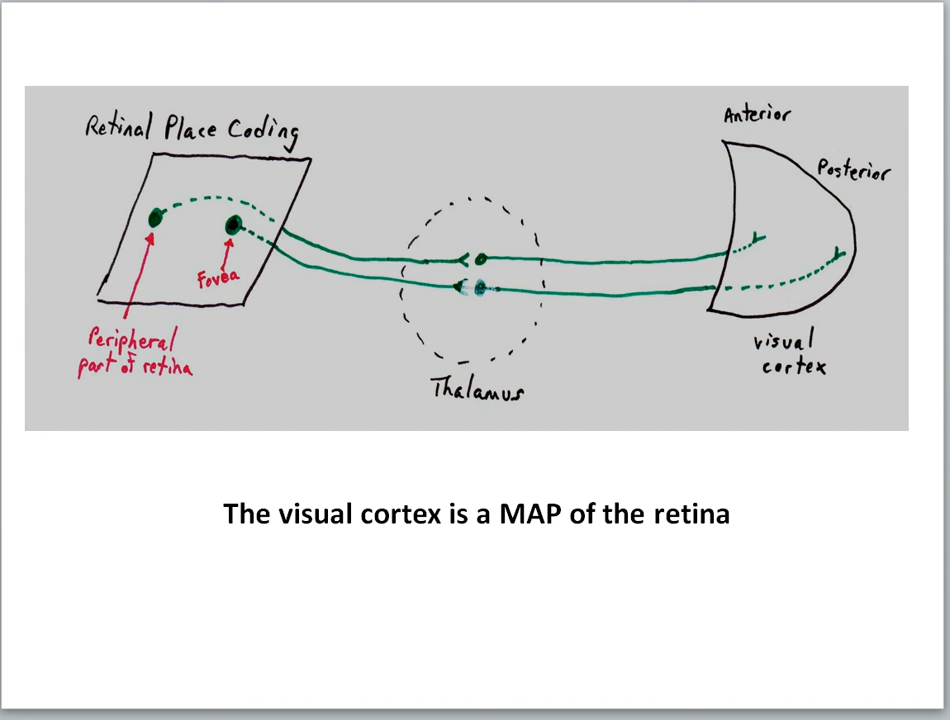 Retinal Place Coding
Anterior
Posterior
Fovea
Peripheral
part of retina
Thalamus
visual
cortex
The visual cortex is a MAP of the retina